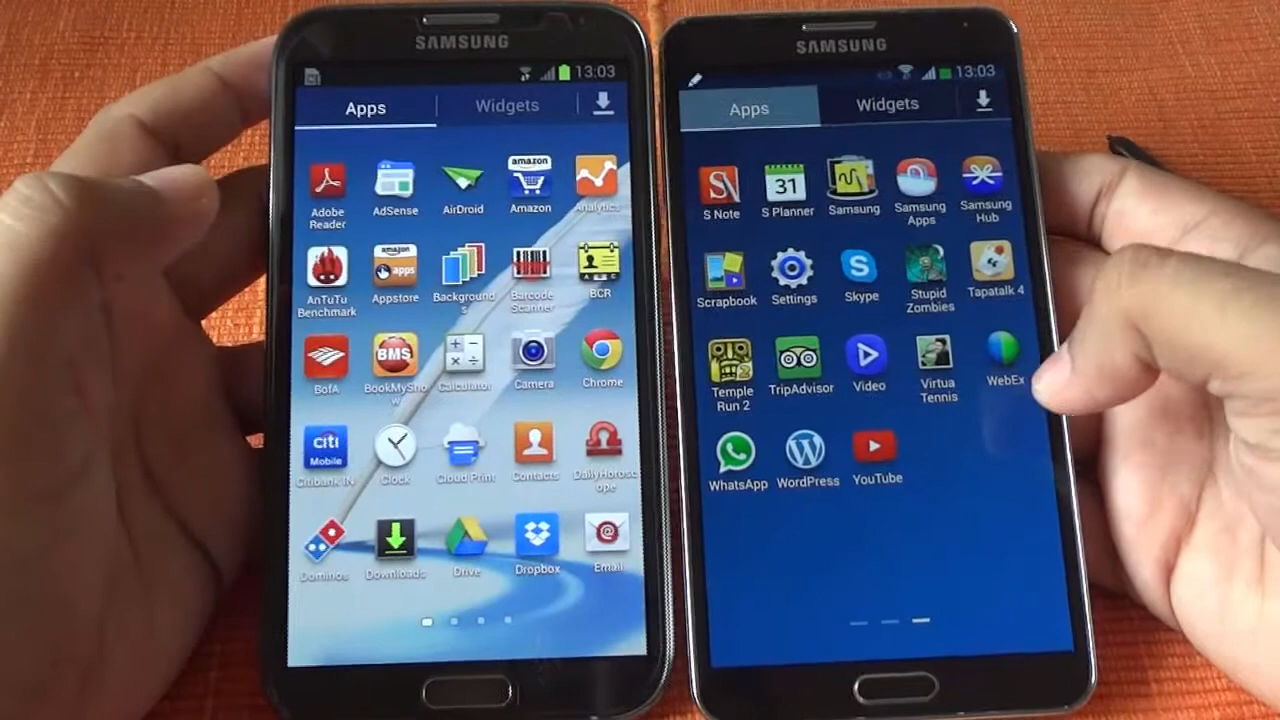 SAMSUNG
13:03
Apps
Widgets
Adobe
Reader
AdSense
AirDroid
amazon
Amazon
Analytics
AnTuTu
Benchmark
amazon
apps
Appstore
Background
s
Barcode
Scanner
A B C
BCR
BofA
BMS
BookMySho
w
Calculator
Camera
Chrome
citi
Mobile
Citibank IN
Clock
Cloud Print
Contacts
DailyHorosc
ope
Dominos
Downloads
Drive
Dropbox
@
Email
SAMSUNG
13:03
Apps
Widgets
S Note
31
S Planner
Samsung
Samsung
Apps
Samsung
Hub
Scrapbook
Settings
S
Skype
Stupid
Zombies
Tapatalk 4
2
Temple
Run 2
TripAdvisor
Video
Virtua
Tennis
WebEx
WhatsApp
WordPress
YouTube